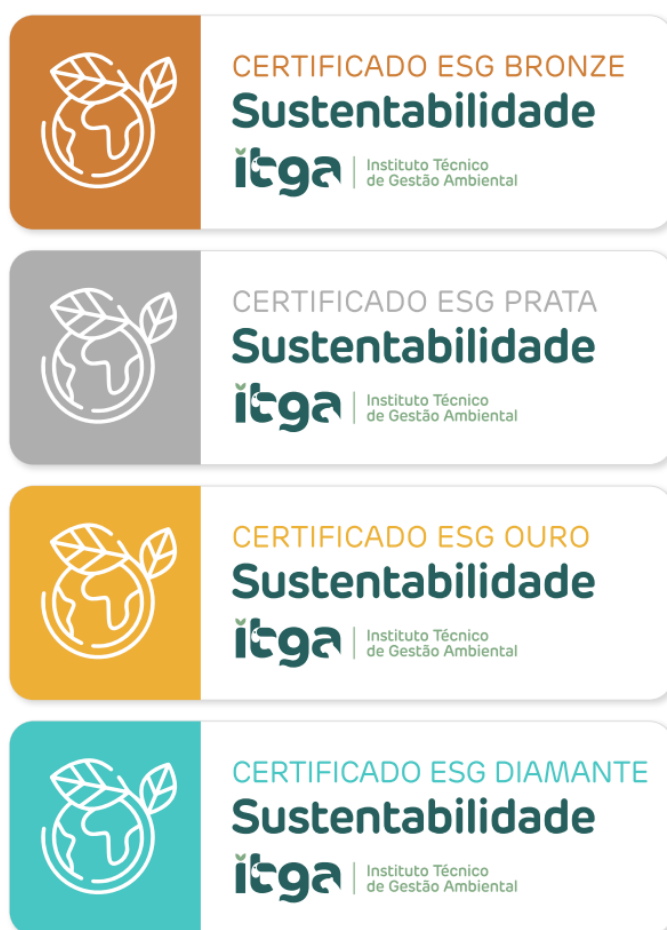 CERTIFICADO ESG BRONZE
Sustentabilidade
itga
Instituto Técnico
de Gestão Ambiental
CERTIFICADO ESG PRATA
Sustentabilidade
itga
Instituto Técnico
de Gestão Ambiental
CERTIFICADO ESG OURO
Sustentabilidade
itga
Instituto Técnico
de Gestão Ambiental
CERTIFICADO ESG DIAMANTE
Sustentabilidade
itga
Instituto Técnico
de Gestão Ambiental